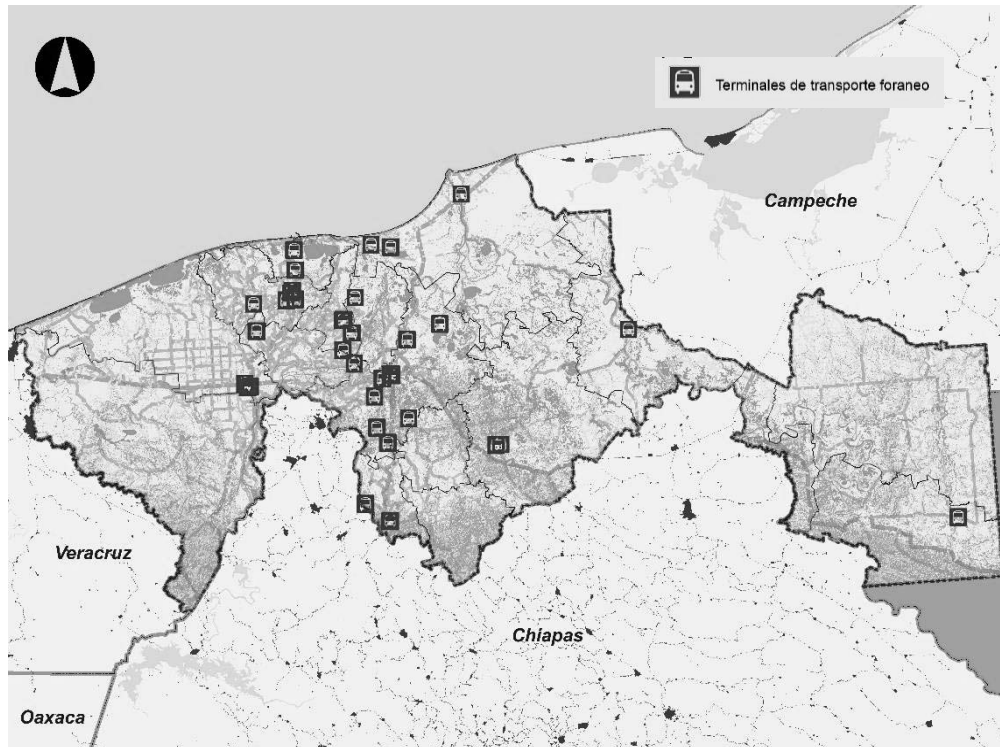 Terminales de transporte foraneo
Campeche
Veracruz
Chiapas
Oaxaca